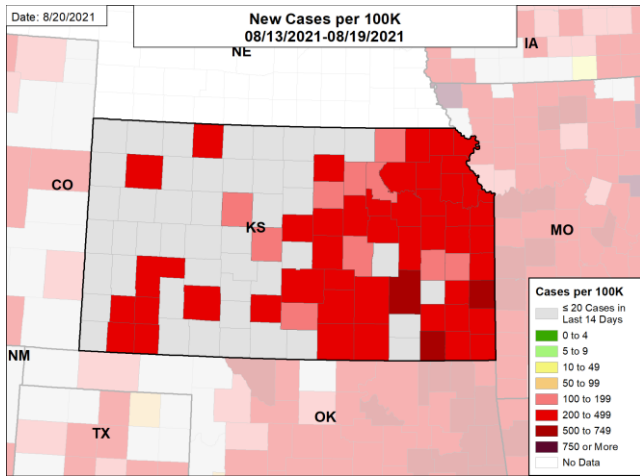 Date: 8/20/2021
New Cases per 100K
08/13/2021-08/19/2021
NE
IA
CO
KS
MO
NM
OK
TX
Cases per 100K
≤ 20 Cases in
Last 14 Days
0 to 4
5 to 9
10 to 49
50 to 99
100 to 199
200 to 499
500 to 749
750 or More
No Data